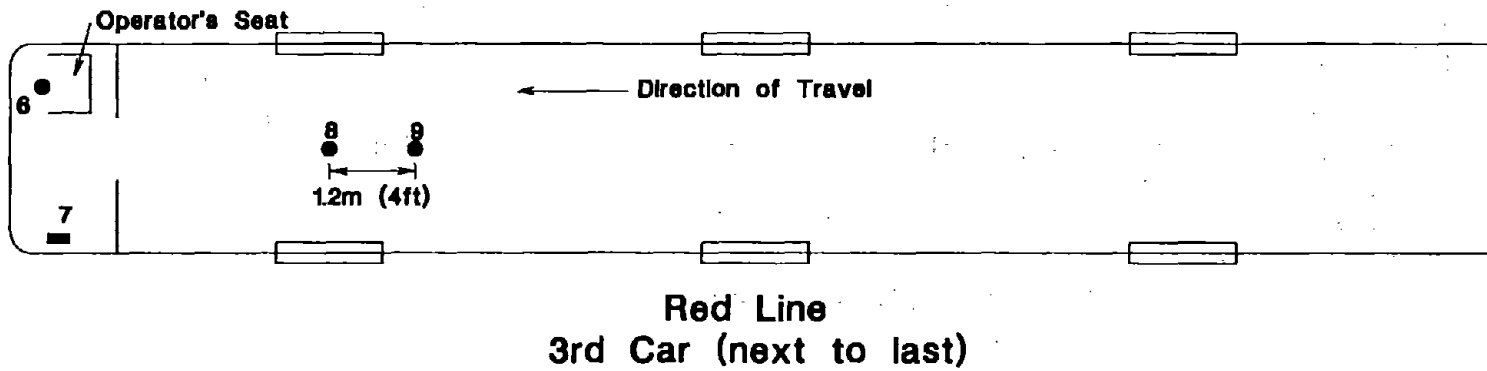 Operator's Seat
6
Direction of Travel
8 9
1.2m (4ft)
7
Red Line
3rd Car (next to last)